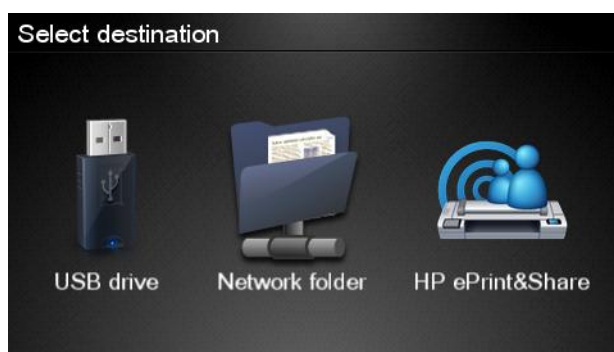 Select destination
USB drive
Network folder
HP ePrint&Share